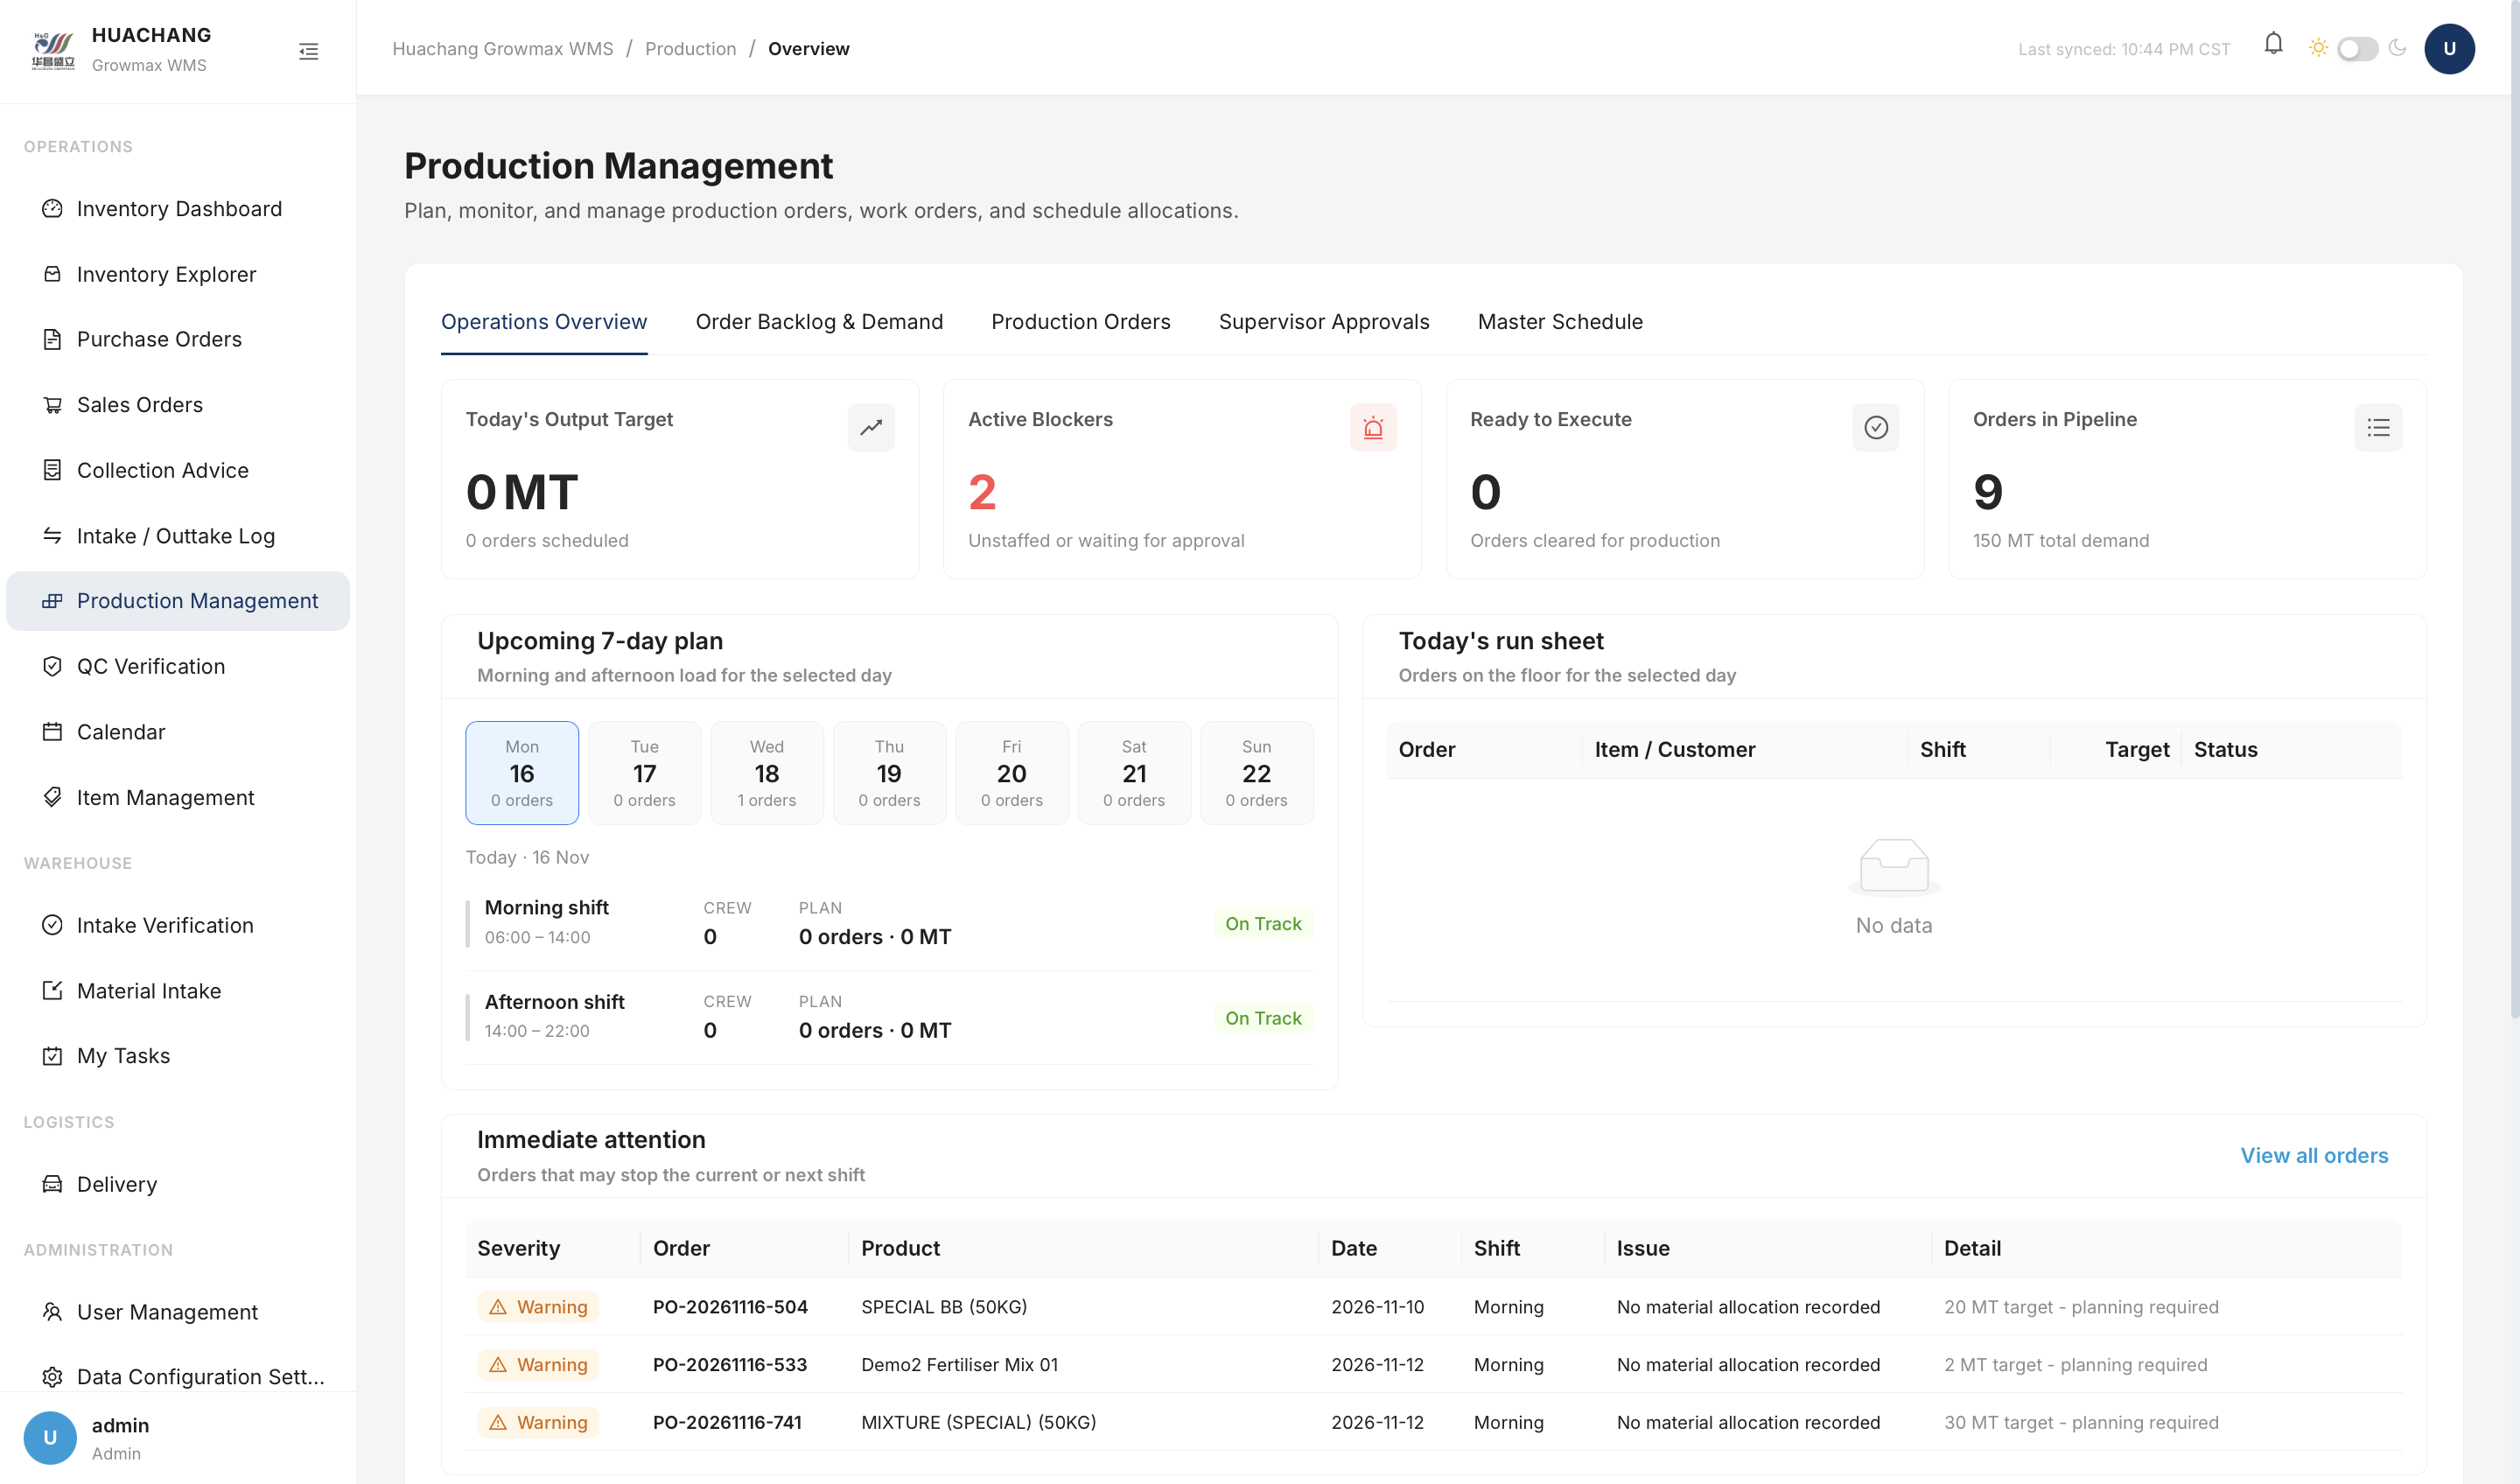 H&G
华昌盛立
HUACHANG
Growmax WMS
Huachang Growmax WMS / Production / Overview
Last synced: 10:44 PM CST
U
OPERATIONS
Inventory Dashboard
Inventory Explorer
Purchase Orders
Sales Orders
Collection Advice
Intake / Outtake Log
Production Management
QC Verification
Calendar
Item Management
WAREHOUSE
Intake Verification
Material Intake
My Tasks
LOGISTICS
Delivery
ADMINISTRATION
User Management
Data Configuration Sett...
U
admin
Admin
Production Management
Plan, monitor, and manage production orders, work orders, and schedule allocations.
Operations Overview Order Backlog & Demand Production Orders Supervisor Approvals Master Schedule
Today's Output Target
0 MT
0 orders scheduled
Active Blockers
2
Unstaffed or waiting for approval
Ready to Execute
0
Orders cleared for production
Orders in Pipeline
9
150 MT total demand
Upcoming 7-day plan
Morning and afternoon load for the selected day
Mon
16
0 orders
Tue
17
0 orders
Wed
18
1 orders
Thu
19
0 orders
Fri
20
0 orders
Sat
21
0 orders
Sun
22
0 orders
Today · 16 Nov
Morning shift
06:00 – 14:00
CREW
0
PLAN
0 orders · 0 MT
On Track
Afternoon shift
14:00 – 22:00
CREW
0
PLAN
0 orders · 0 MT
On Track
Today's run sheet
Orders on the floor for the selected day
Order Item / Customer Shift Target Status
No data
Immediate attention
Orders that may stop the current or next shift
View all orders
Severity Order Product Date Shift Issue Detail
Warning PO-20261116-504 SPECIAL BB (50KG) 2026-11-10 Morning No material allocation recorded 20 MT target - planning required
Warning PO-20261116-533 Demo2 Fertiliser Mix 01 2026-11-12 Morning No material allocation recorded 2 MT target - planning required
Warning PO-20261116-741 MIXTURE (SPECIAL) (50KG) 2026-11-12 Morning No material allocation recorded 30 MT target - planning required